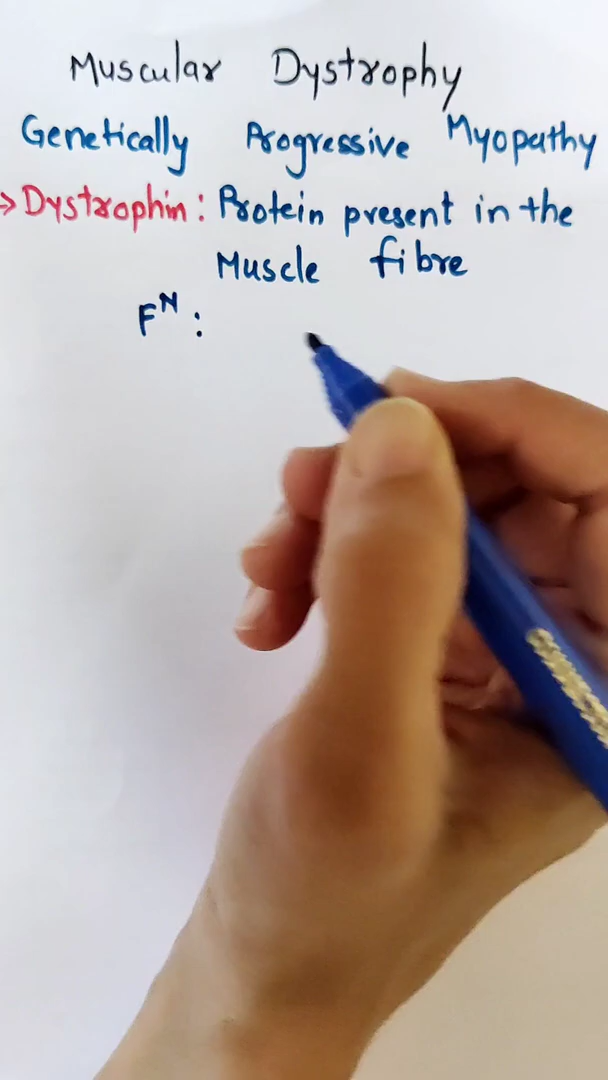 Muscular Dystrophy
Genetically Progressive Myopathy
> Dystrophin : Protein present in the
Muscle fibre
F^N :